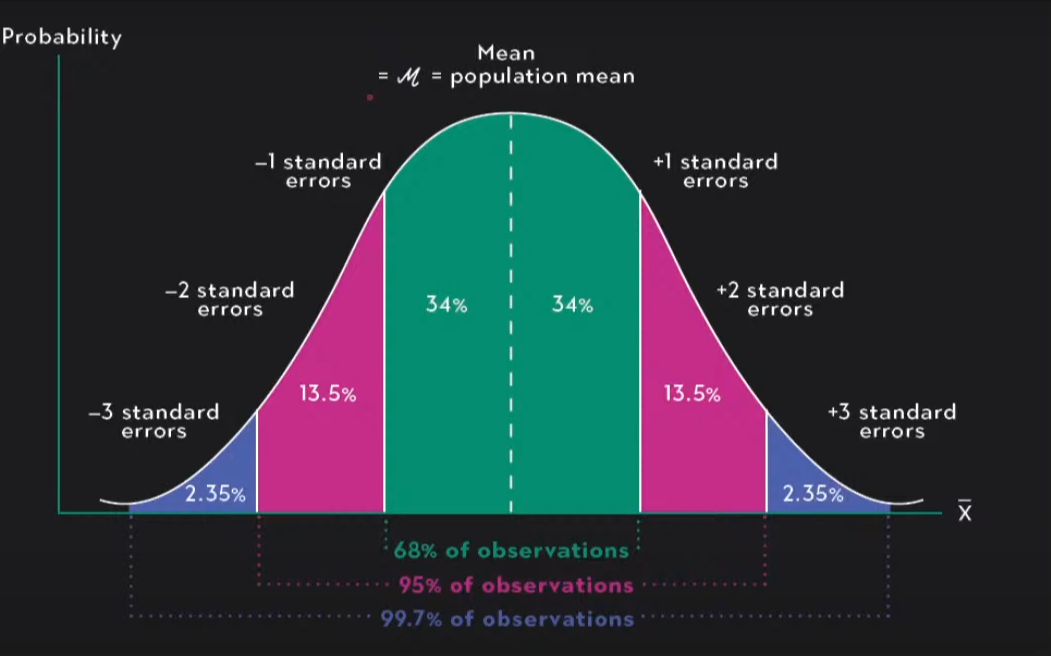 Probability
Mean
= ℳ = population mean
–1 standard
errors
+1 standard
errors
–2 standard
errors
+2 standard
errors
34%
34%
13.5%
13.5%
–3 standard
errors
+3 standard
errors
2.35%
2.35%
x̄
68% of observations
95% of observations
99.7% of observations